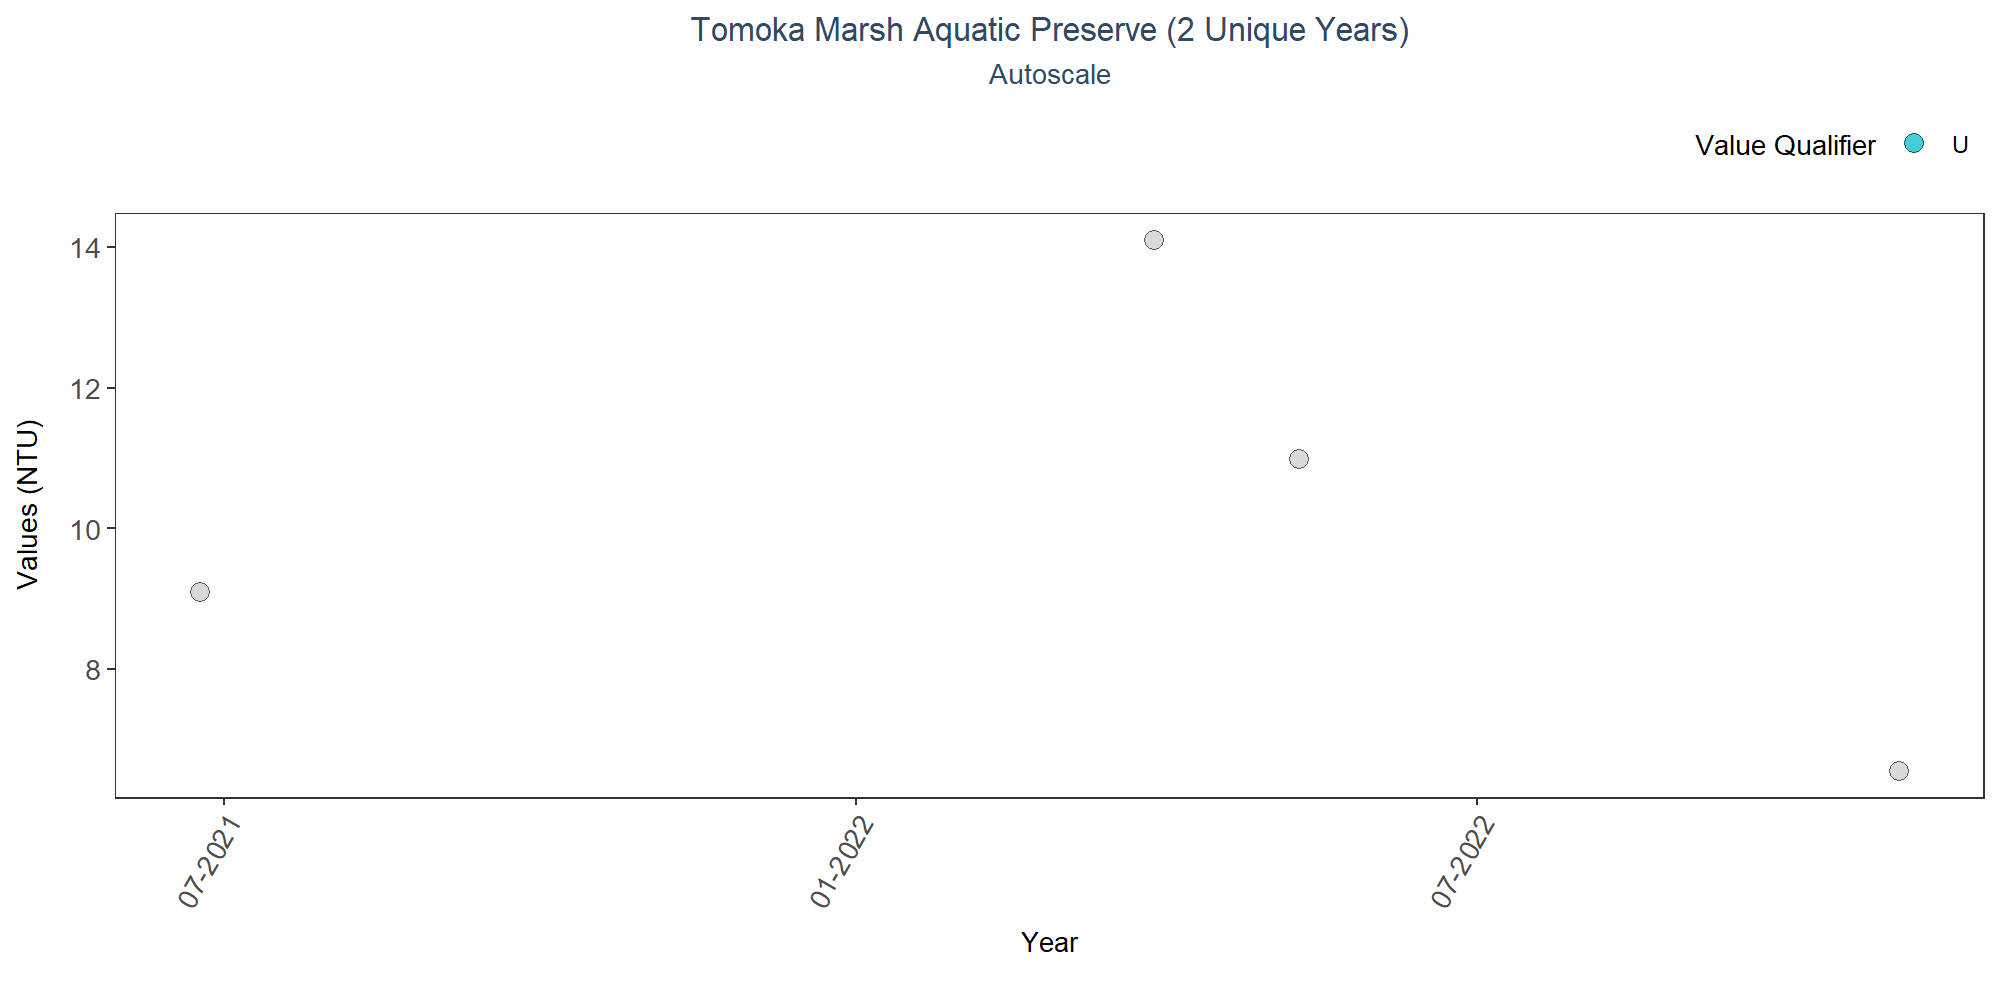 Tomoka Marsh Aquatic Preserve (2 Unique Years)
Autoscale
Value Qualifier U
Values (NTU)
14
12
10
8
07-2021
01-2022
07-2022
Year